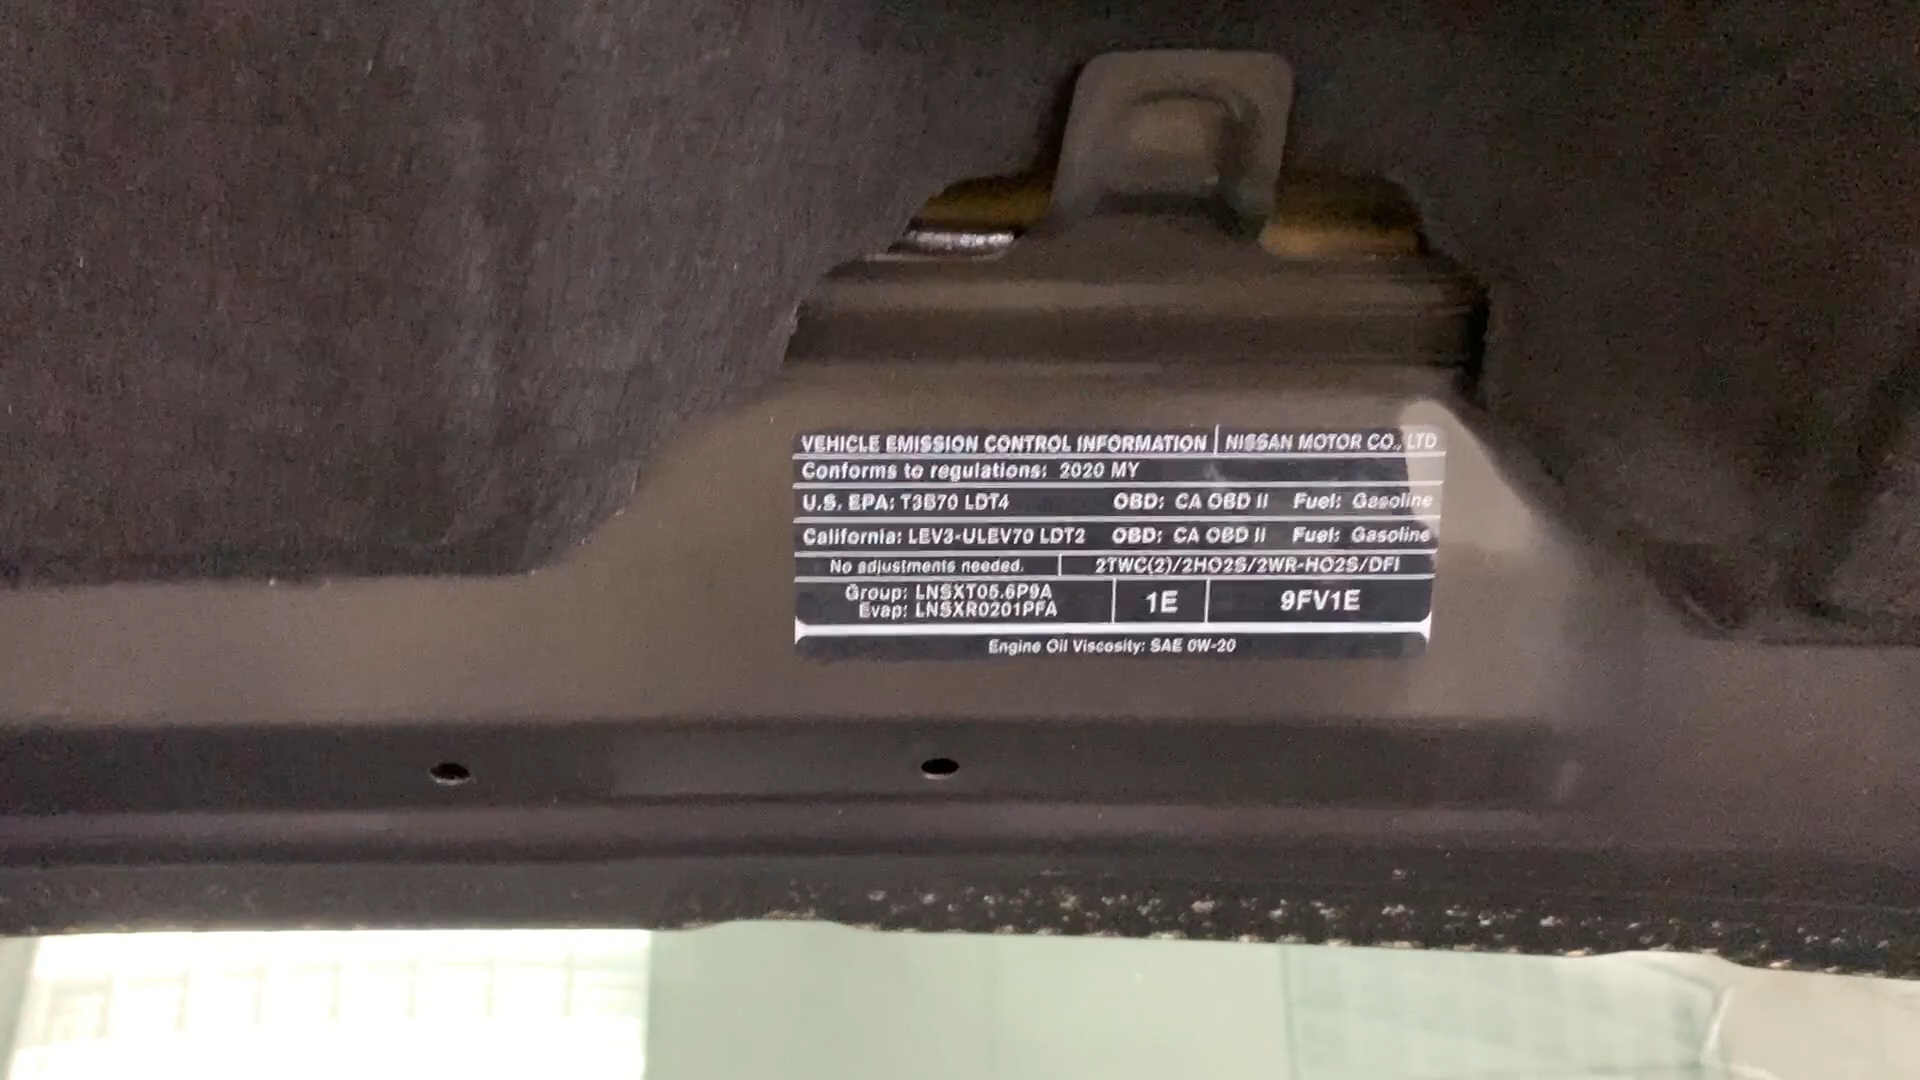 VEHICLE EMISSION CONTROL INFORMATION NISSAN MOTOR CO., LTD
Conforms to regulations: 2020 MY
U.S. EPA: T3B70 LDT4 OBD: CA OBD II Fuel: Gasoline
California: LEV3-ULEV70 LDT2 OBD: CA OBD II Fuel: Gasoline
No adjustments needed. 2TWC(2)/2HO2S/2WR-HO2S/DFI
Group: LNSXT05.6P9A
Evap: LNSXR0201PFA
1E 9FV1E
Engine Oil Viscosity: SAE 0W-20